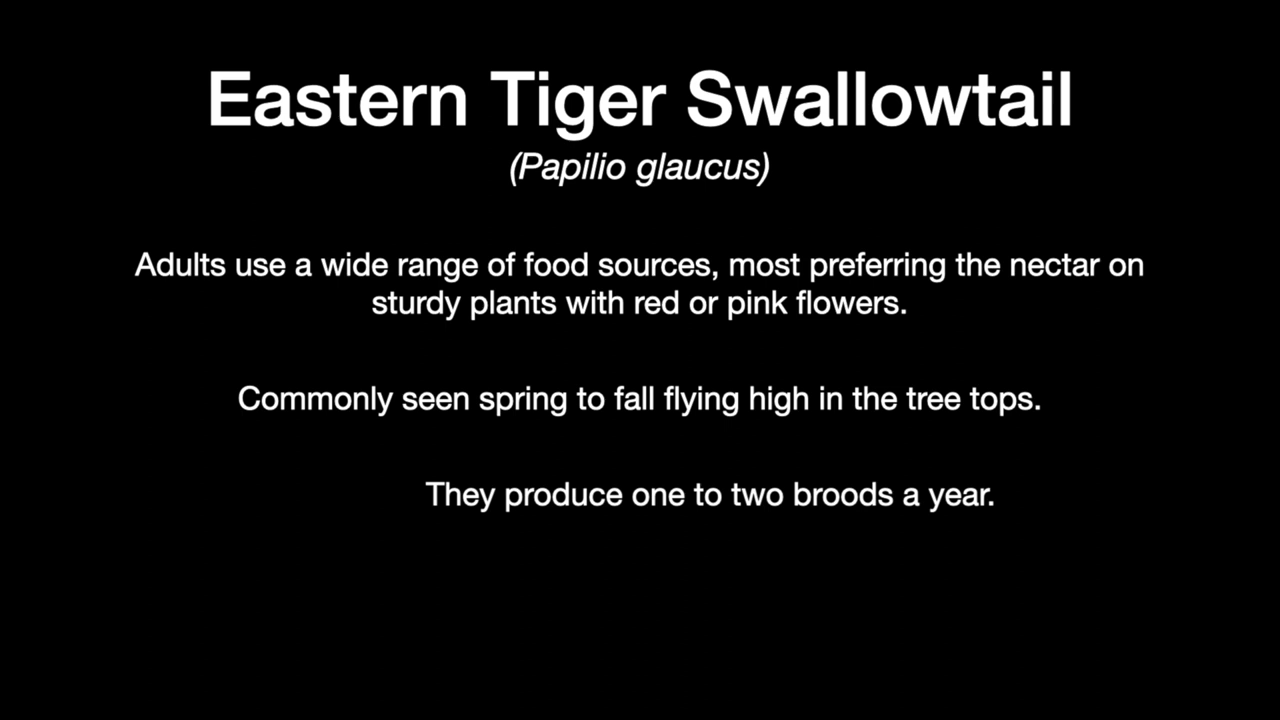 Eastern Tiger Swallowtail
(Papilio glaucus)
Adults use a wide range of food sources, most preferring the nectar on
sturdy plants with red or pink flowers.
Commonly seen spring to fall flying high in the tree tops.
They produce one to two broods a year.